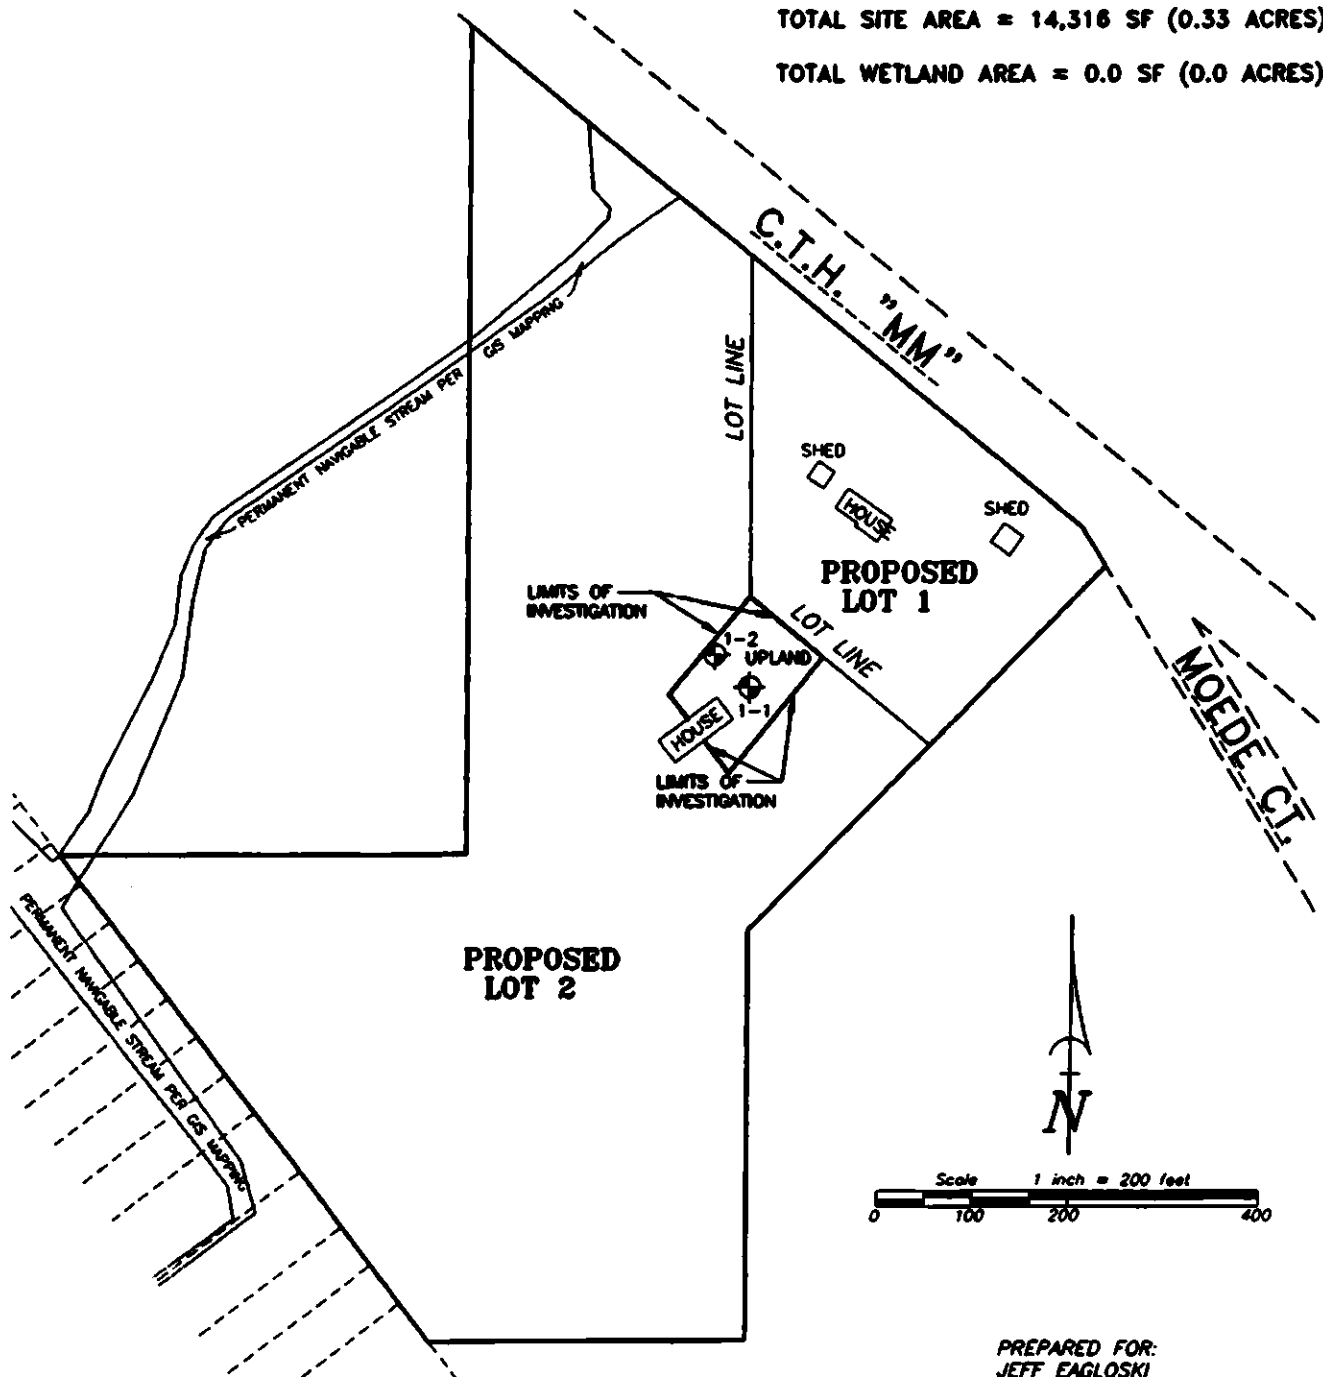 TOTAL SITE AREA = 14,316 SF (0.33 ACRES)
TOTAL WETLAND AREA = 0.0 SF (0.0 ACRES)
C.T.H. "MM"
PERMANENT NAVIGABLE STREAM PER GIS MAPPING
LOT LINE
SHED
HOUSE
SHED
PROPOSED
LOT 1
LIMITS OF
INVESTIGATION
LOT LINE
1-2
UPLAND
1-1
HOUSE
LIMITS OF
INVESTIGATION
MOEDE CT.
PERMANENT NAVIGABLE STREAM PER GIS MAPPING
PROPOSED
LOT 2
N
Scale 1 inch = 200 feet
0 100 200 400
PREPARED FOR:
JEFF EAGLOSKI